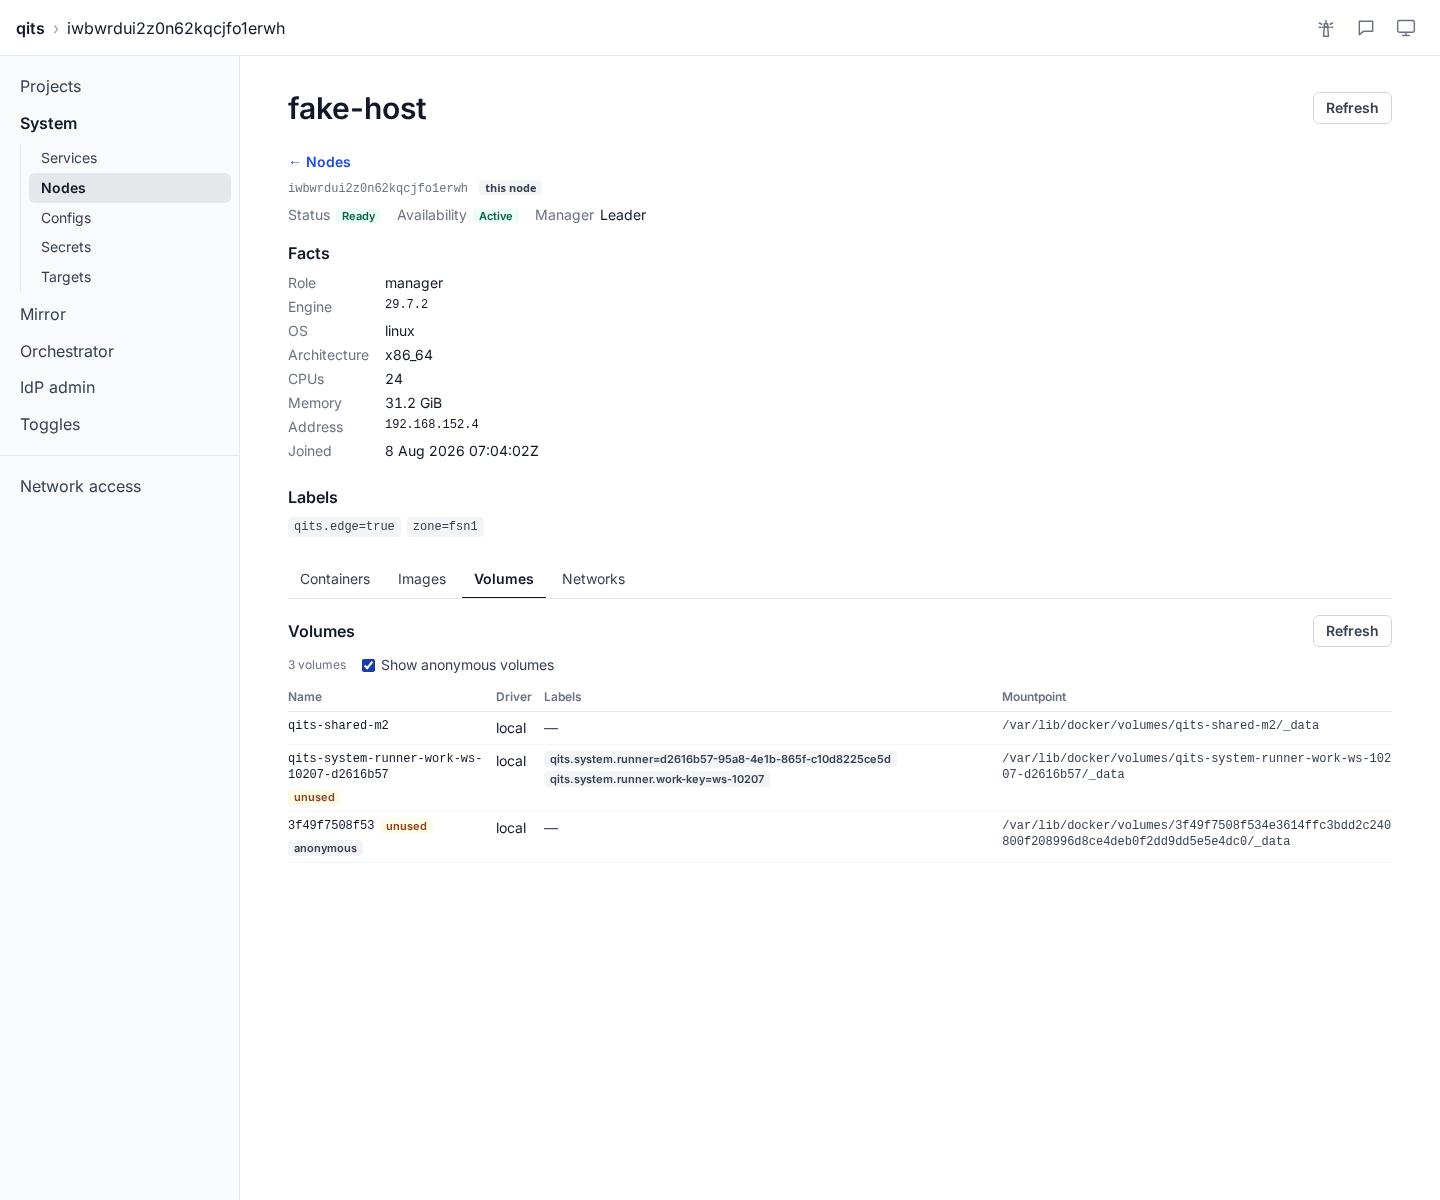 qits › iwbwrdui2z0n62kqcjfo1erwh
Projects
System
Services
Nodes
Configs
Secrets
Targets
Mirror
Orchestrator
IdP admin
Toggles
Network access
fake-host
Refresh
← Nodes
iwbwrdui2z0n62kqcjfo1erwh this node
Status Ready Availability Active Manager Leader
Facts
Role manager
Engine 29.7.2
OS linux
Architecture x86_64
CPUs 24
Memory 31.2 GiB
Address 192.168.152.4
Joined 8 Aug 2026 07:04:02Z
Labels
qits.edge=true zone=fsn1
Containers Images Volumes Networks
Volumes
Refresh
3 volumes Show anonymous volumes
Name Driver Labels Mountpoint
qits-shared-m2 local — /var/lib/docker/volumes/qits-shared-m2/_data
qits-system-runner-work-ws- local qits.system.runner=d2616b57-95a8-4e1b-865f-c10d8225ce5d /var/lib/docker/volumes/qits-system-runner-work-ws-102
10207-d2616b57 qits.system.runner.work-key=ws-10207 07-d2616b57/_data
unused
3f49f7508f53 unused local — /var/lib/docker/volumes/3f49f7508f534e3614ffc3bdd2c240
anonymous 800f208996d8ce4deb0f2dd9dd5e5e4dc0/_data